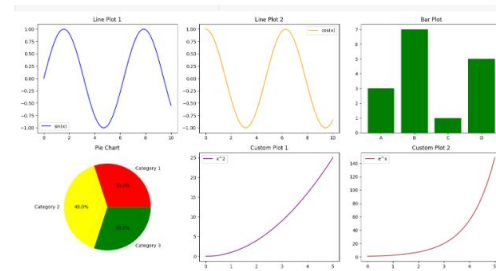 Line Plot 1
1.00
0.75
0.50
0.25
0.00
-0.25
-0.50
-0.75
-1.00
sin(x)
0 2 4 6 8 10
Line Plot 2
1.00
0.75
0.50
0.25
0.00
-0.25
-0.50
-0.75
-1.00
cos(x)
0 2 4 6 8 10
Bar Plot
7
6
5
4
3
2
1
0
A B C D
Pie Chart
Category 1
Category 2
40.0%
30.0%
Category 3
Custom Plot 1
x^2
25
20
15
10
5
0
0 1 2 3 4 5
Custom Plot 2
e^x
140
120
100
80
60
40
20
0
0 1 2 3 4 5